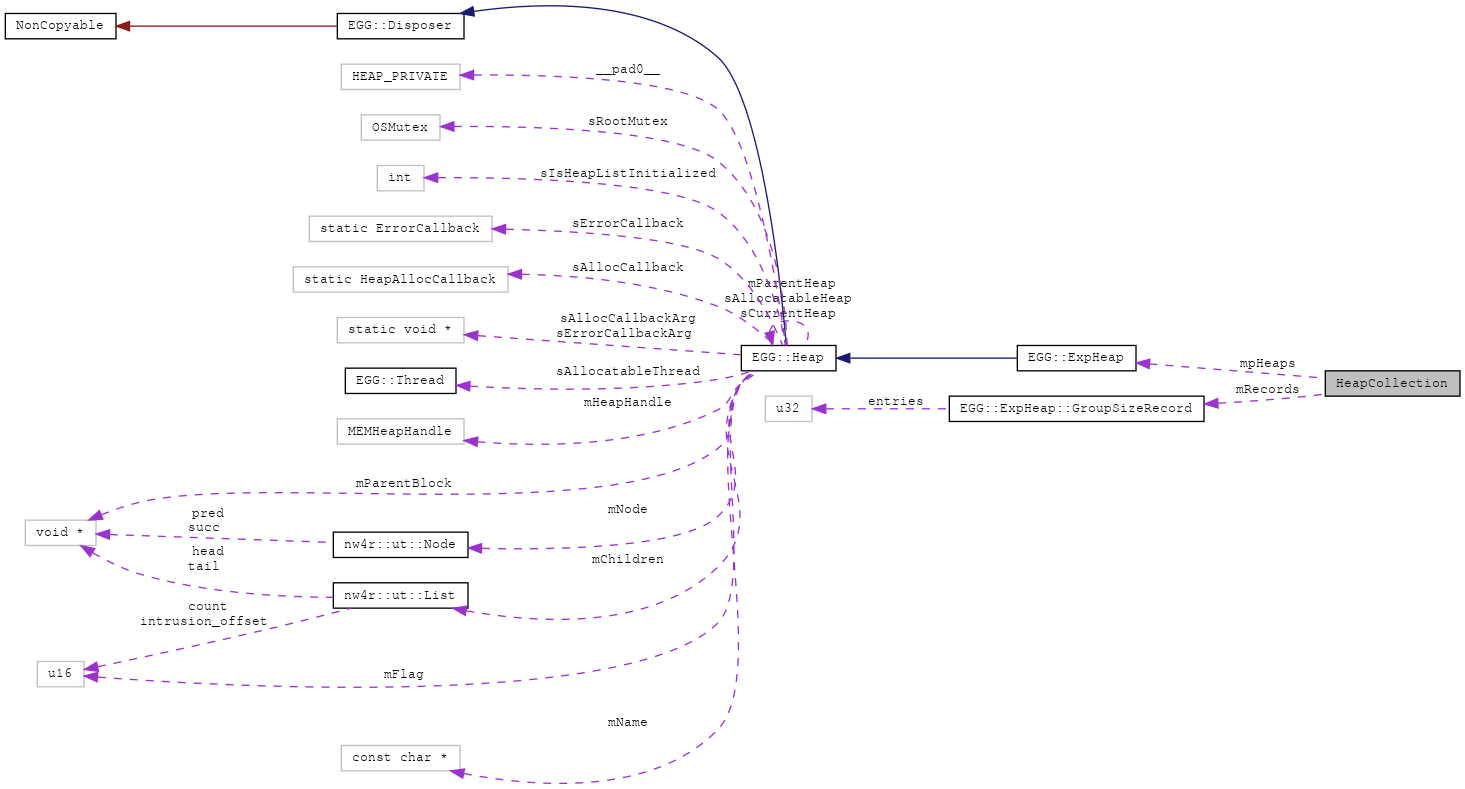 NonCopyable
EGG::Disposer
HEAP_PRIVATE
__pad0__
OSMutex
sRootMutex
int
sIsHeapListInitialized
static ErrorCallback
sErrorCallback
static HeapAllocCallback
sAllocCallback
mParentHeap
sAllocatableHeap
sCurrentHeap
static void *
sAllocCallbackArg
sErrorCallbackArg
EGG::Heap
EGG::ExpHeap
mpHeaps
HeapCollection
EGG::Thread
sAllocatableThread
mRecords
u32
entries
EGG::ExpHeap::GroupSizeRecord
MEMHeapHandle
mHeapHandle
mParentBlock
void *
pred
succ
nw4r::ut::Node
mNode
head
tail
mChildren
nw4r::ut::List
count
intrusion_offset
u16
mFlag
mName
const char *